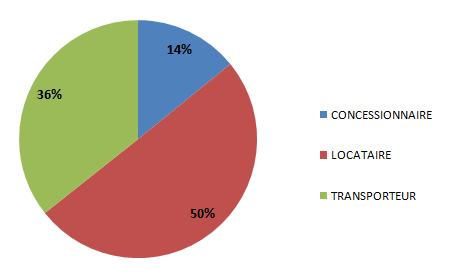 14%
36%
50%
CONCESSIONNAIRE
LOCATAIRE
TRANSPORTEUR